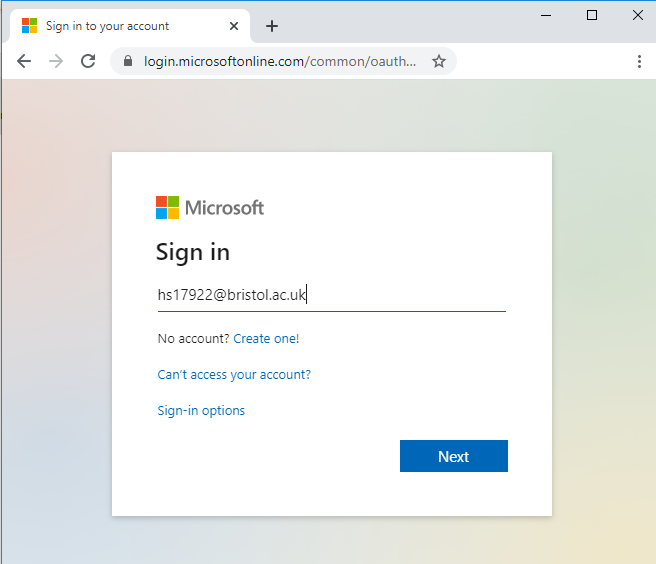 Sign in to your account
login.microsoftonline.com/common/oauth...
Microsoft
Sign in
hs17922@bristol.ac.uk
No account? Create one!
Can't access your account?
Sign-in options
Next